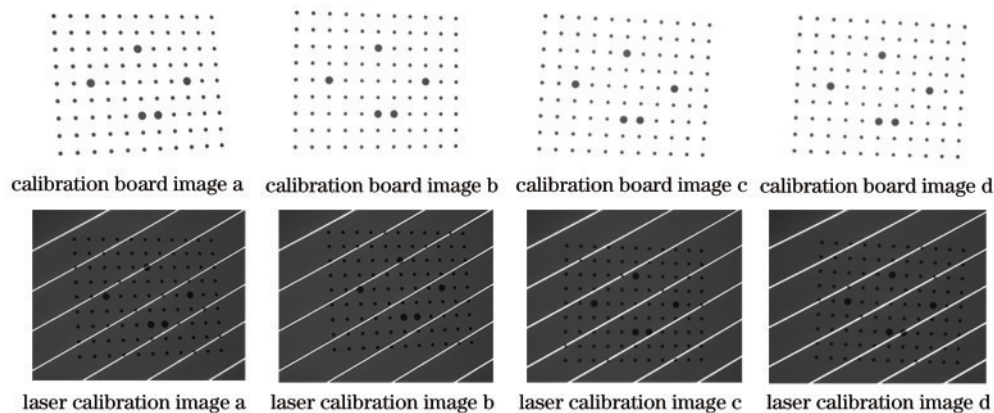 calibration board image a
calibration board image b
calibration board image c
calibration board image d
laser calibration image a
laser calibration image b
laser calibration image c
laser calibration image d